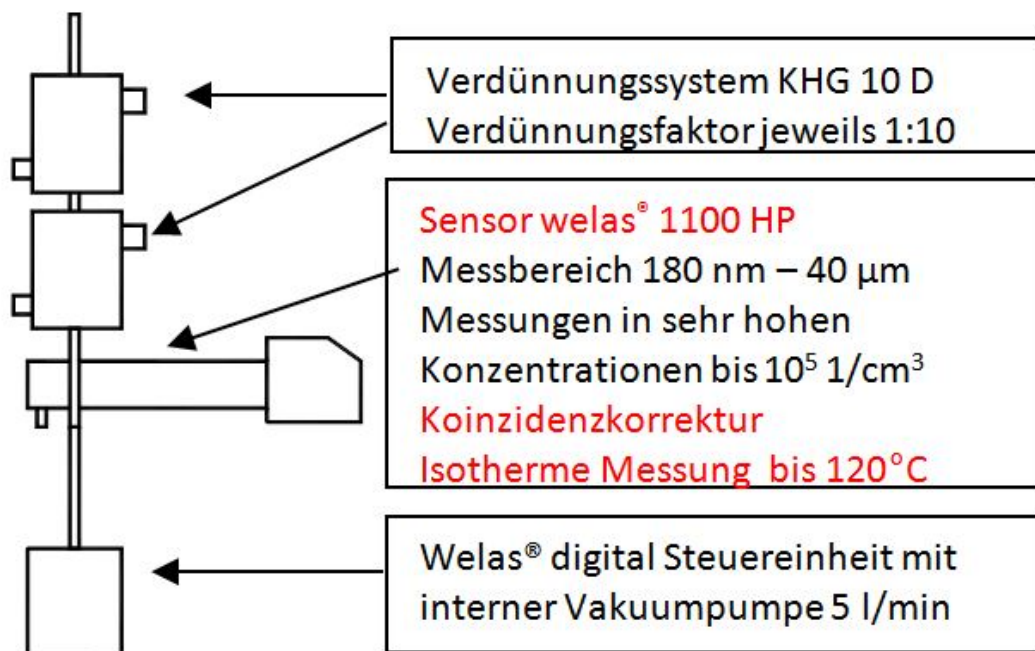 Verdünnungssystem KHG 10 D
Verdünnungsfaktor jeweils 1:10
Sensor welas® 1100 HP
Messbereich 180 nm – 40 µm
Messungen in sehr hohen
Konzentrationen bis 10⁵ 1/cm³
Koinzidenzkorrektur
Isotherme Messung bis 120°C
Welas® digital Steuereinheit mit
interner Vakuumpumpe 5 l/min